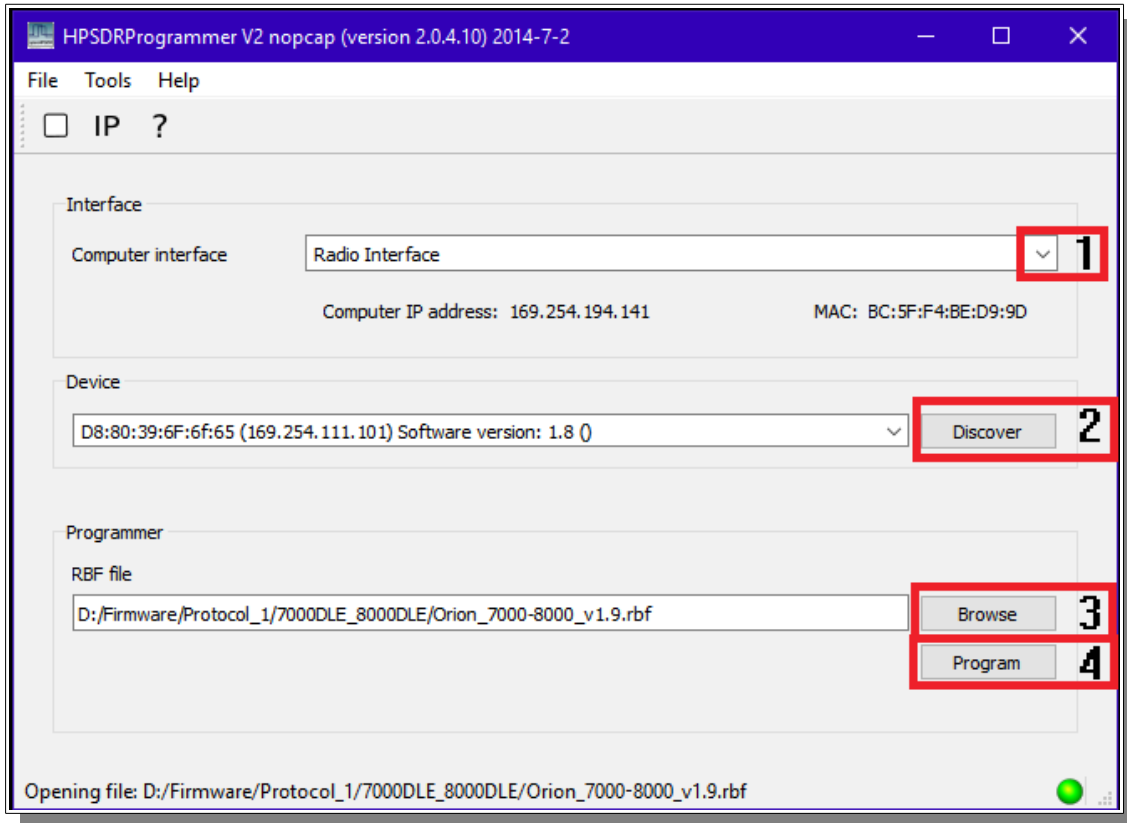 HPSDRProgrammer V2 nopcap (version 2.0.4.10) 2014-7-2
File Tools Help
IP ?
Interface
Computer interface Radio Interface 1
Computer IP address: 169.254.194.141 MAC: BC:5F:F4:BE:D9:9D
Device
D8:80:39:6F:6f:65 (169.254.111.101) Software version: 1.8 () Discover 2
Programmer
RBF file
D:/Firmware/Protocol_1/7000DLE_8000DLE/Orion_7000-8000_v1.9.rbf Browse 3
Program 4
Opening file: D:/Firmware/Protocol_1/7000DLE_8000DLE/Orion_7000-8000_v1.9.rbf